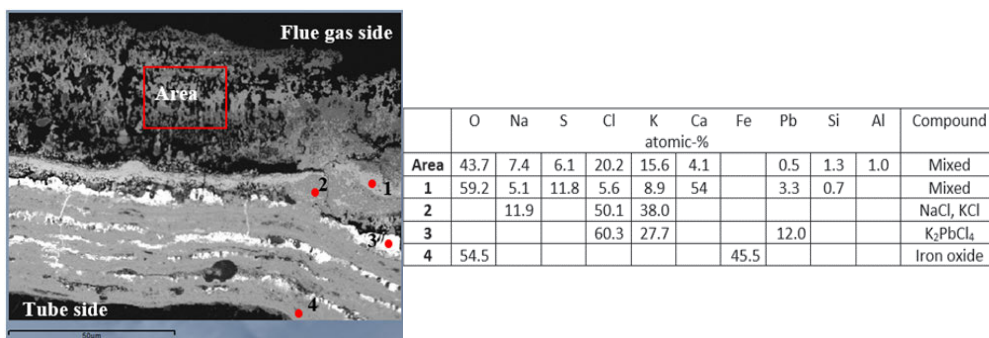 Flue gas side
Area
2
1
3
4
Tube side
50µm
O Na S Cl K Ca Fe Pb Si Al Compound
atomic-%
Area 43.7 7.4 6.1 20.2 15.6 4.1 0.5 1.3 1.0 Mixed
1 59.2 5.1 11.8 5.6 8.9 54 3.3 0.7 Mixed
2 11.9 50.1 38.0 NaCl, KCl
3 60.3 27.7 12.0 K₂PbCl₄
4 54.5 45.5 Iron oxide